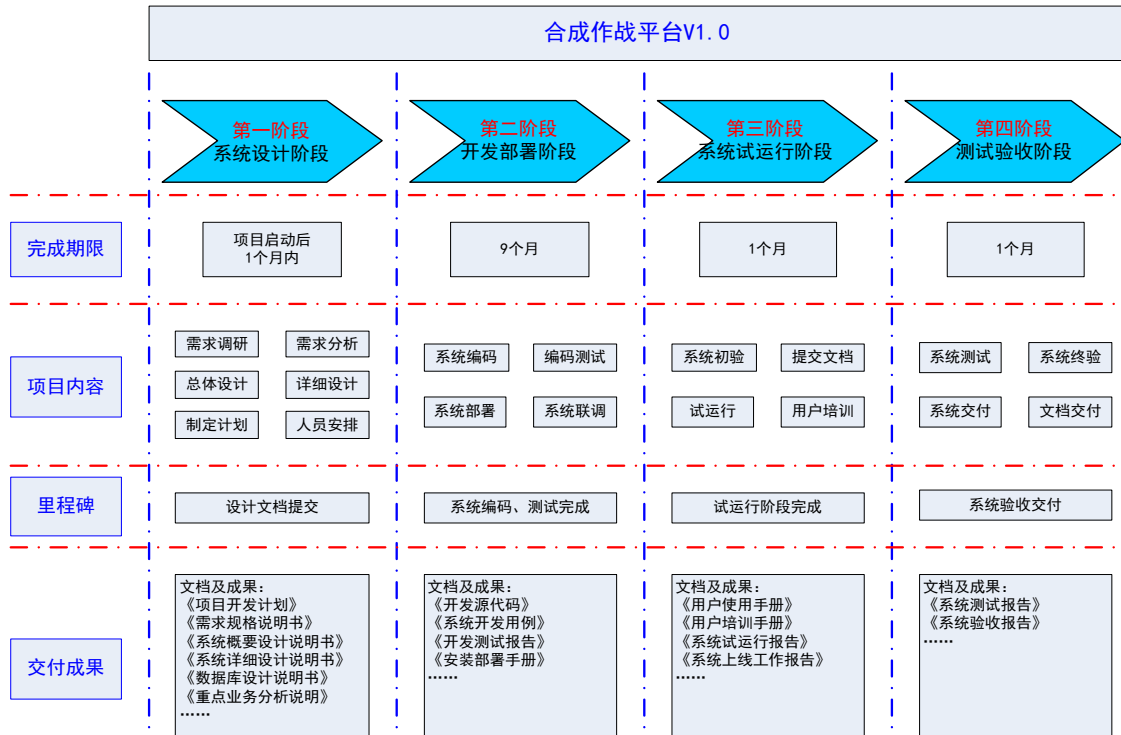 合成作战平台V1.0
第一阶段
系统设计阶段
第二阶段
开发部署阶段
第三阶段
系统试运行阶段
第四阶段
测试验收阶段
完成期限
项目启动后
1个月内
9个月
1个月
1个月
项目内容
需求调研
需求分析
总体设计
详细设计
制定计划
人员安排
系统编码
编码测试
系统部署
系统联调
系统初验
提交文档
试运行
用户培训
系统测试
系统终验
系统交付
文档交付
里程碑
设计文档提交
系统编码、测试完成
试运行阶段完成
系统验收交付
交付成果
文档及成果：
《项目开发计划》
《需求规格说明书》
《系统概要设计说明书》
《系统详细设计说明书》
《数据库设计说明书》
《重点业务分析说明》
……
文档及成果：
《开发源代码》
《系统开发用例》
《开发测试报告》
《安装部署手册》
……
文档及成果：
《用户使用手册》
《用户培训手册》
《系统试运行报告》
《系统上线工作报告》
……
文档及成果：
《系统测试报告》
《系统验收报告》
……